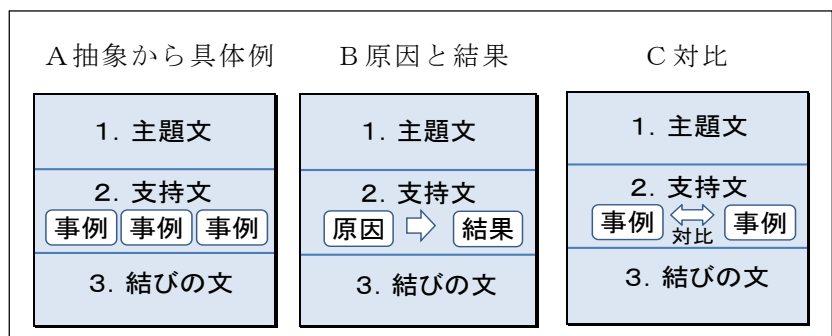 A抽象から具体例
1. 主題文
2. 支持文
事例 事例 事例
3. 結びの文
B原因と結果
1. 主題文
2. 支持文
原因 結果
3. 結びの文
C対比
1. 主題文
2. 支持文
事例 対比 事例
3. 結びの文